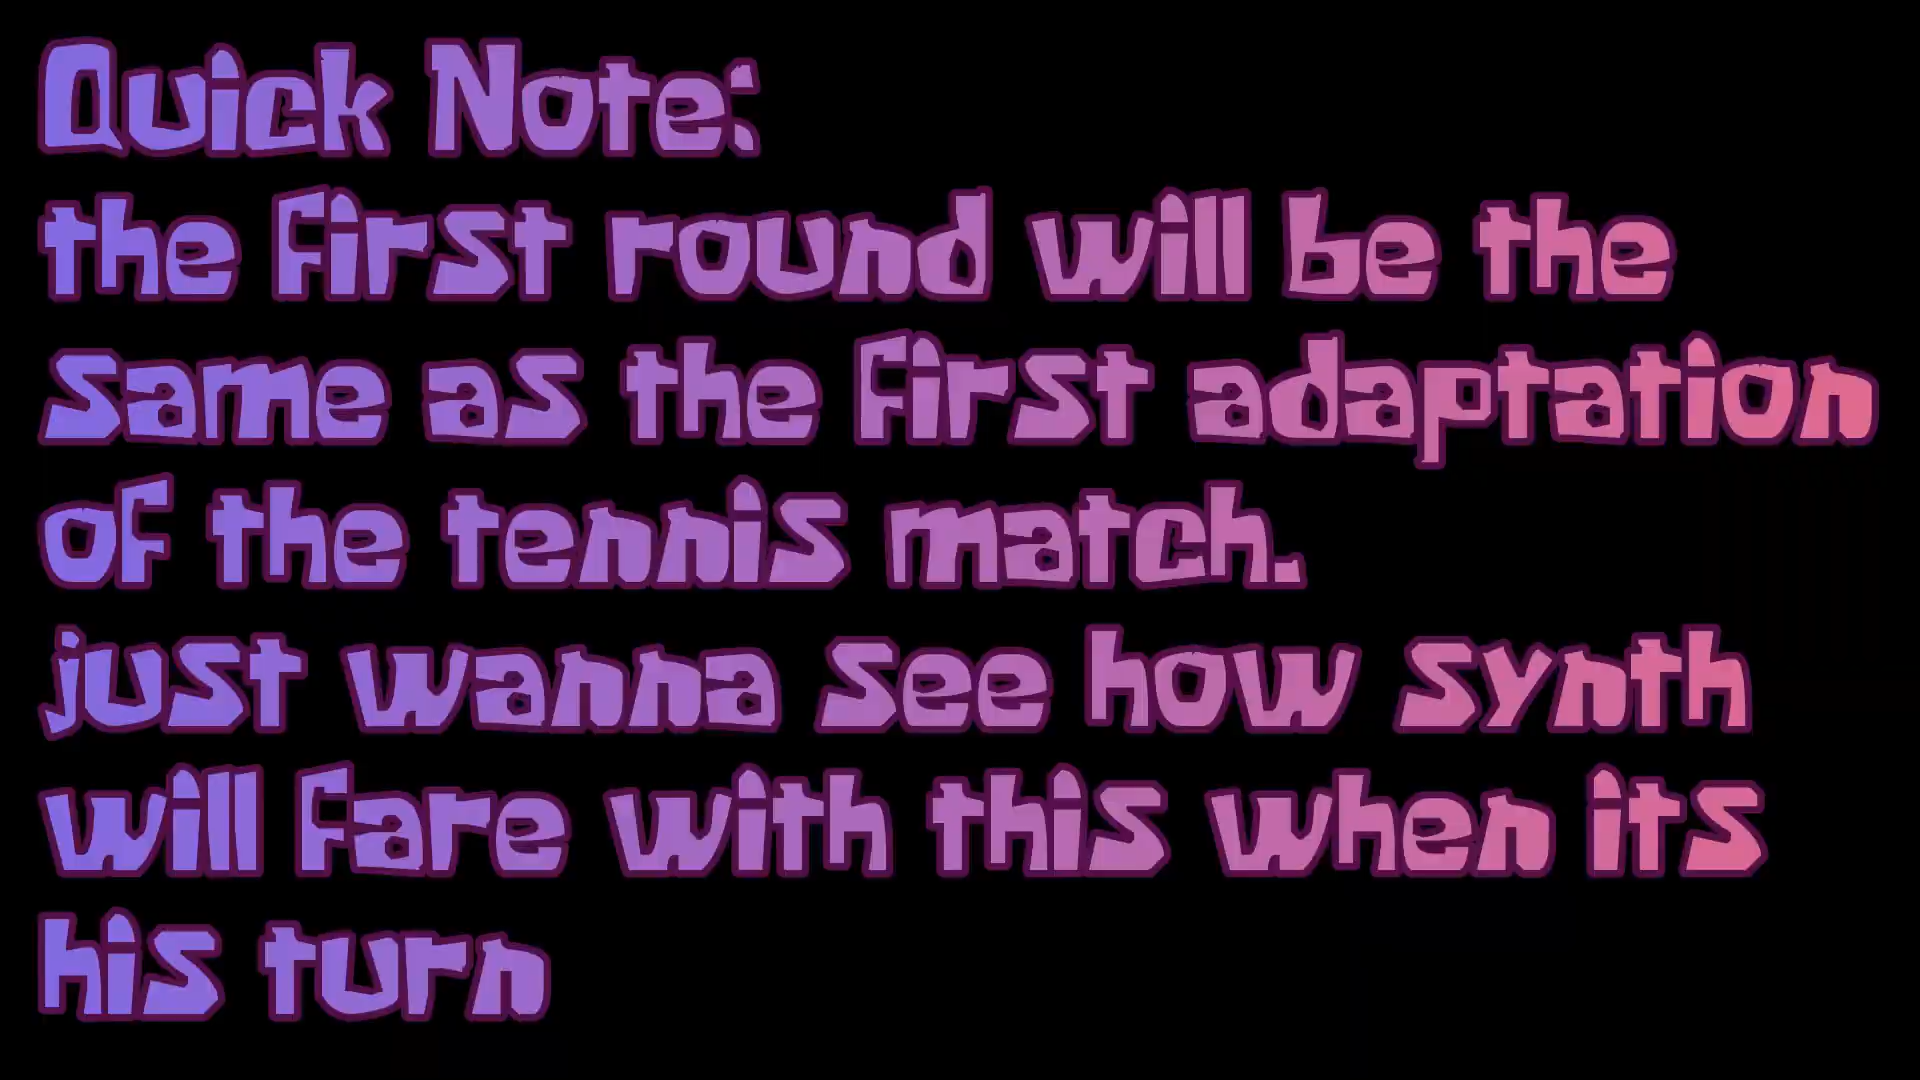 Quick Note:
the first round will be the
same as the first adaptation
of the tennis match.
just wanna see how synth
will fare with this when its
his turn